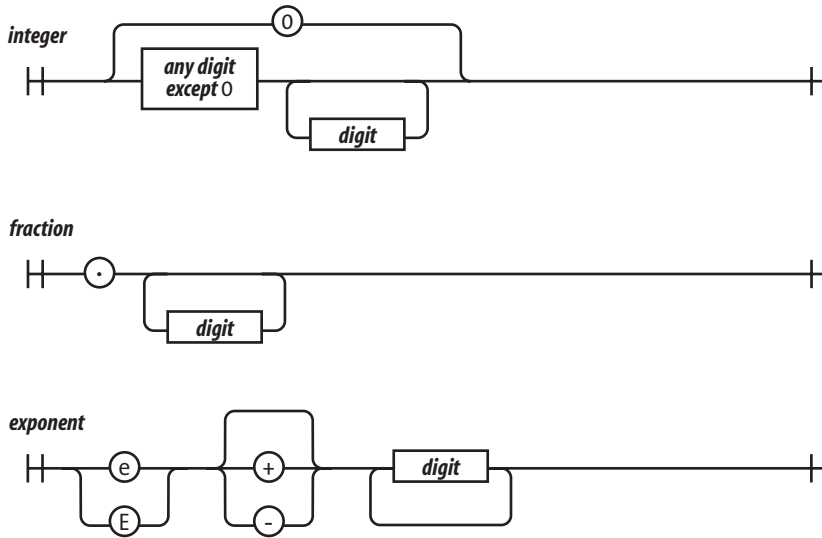 0
integer
any digit
except 0
digit
fraction
.
digit
exponent
e
+
digit
E
-